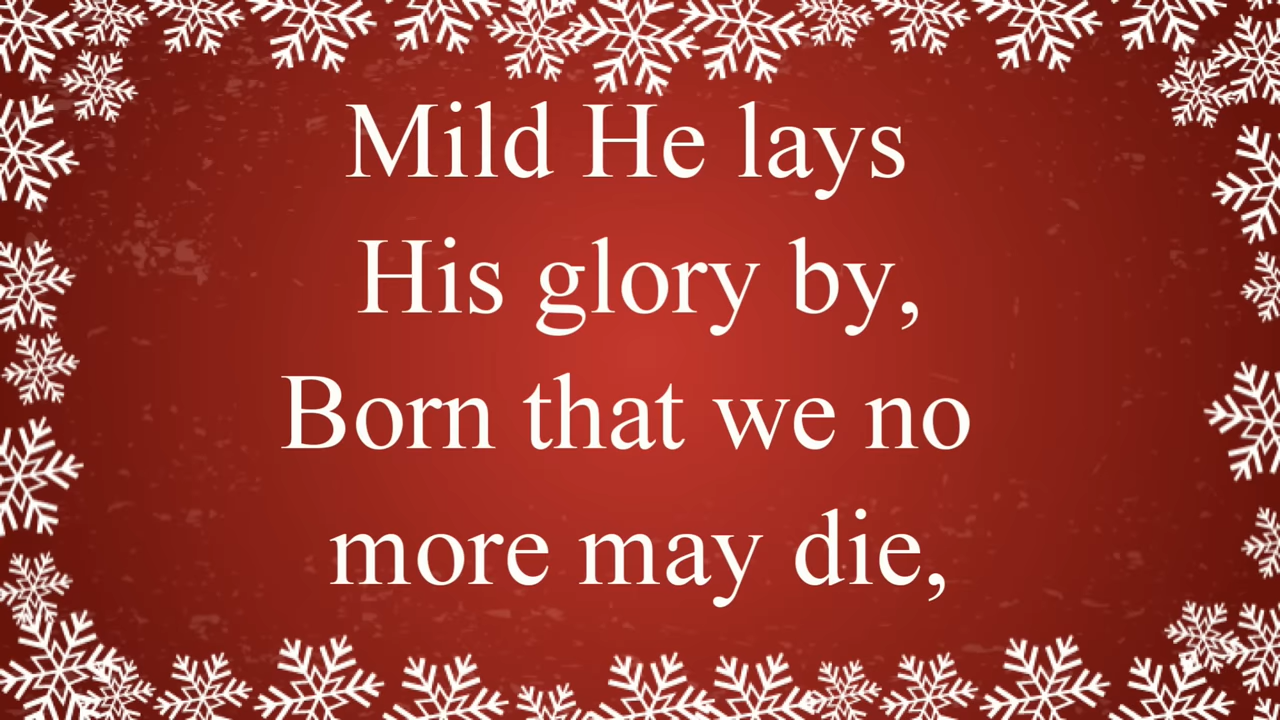 Mild He lays
His glory by,
Born that we no
more may die,